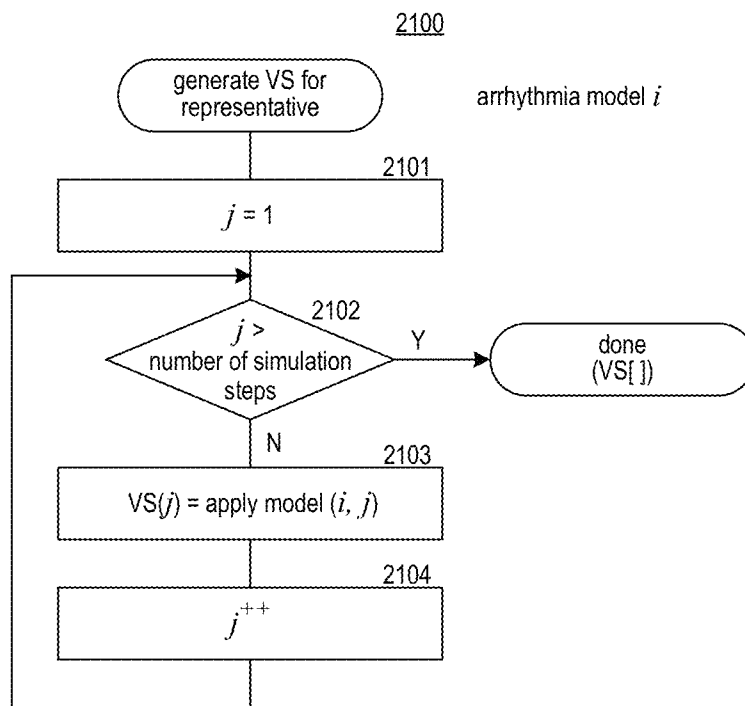 2100
generate VS for
representative
arrhythmia model i
2101
j = 1
2102
j >
number of simulation
steps
Y
done
(VS[ ])
N
2103
VS(j) = apply model (i, j)
2104
j++